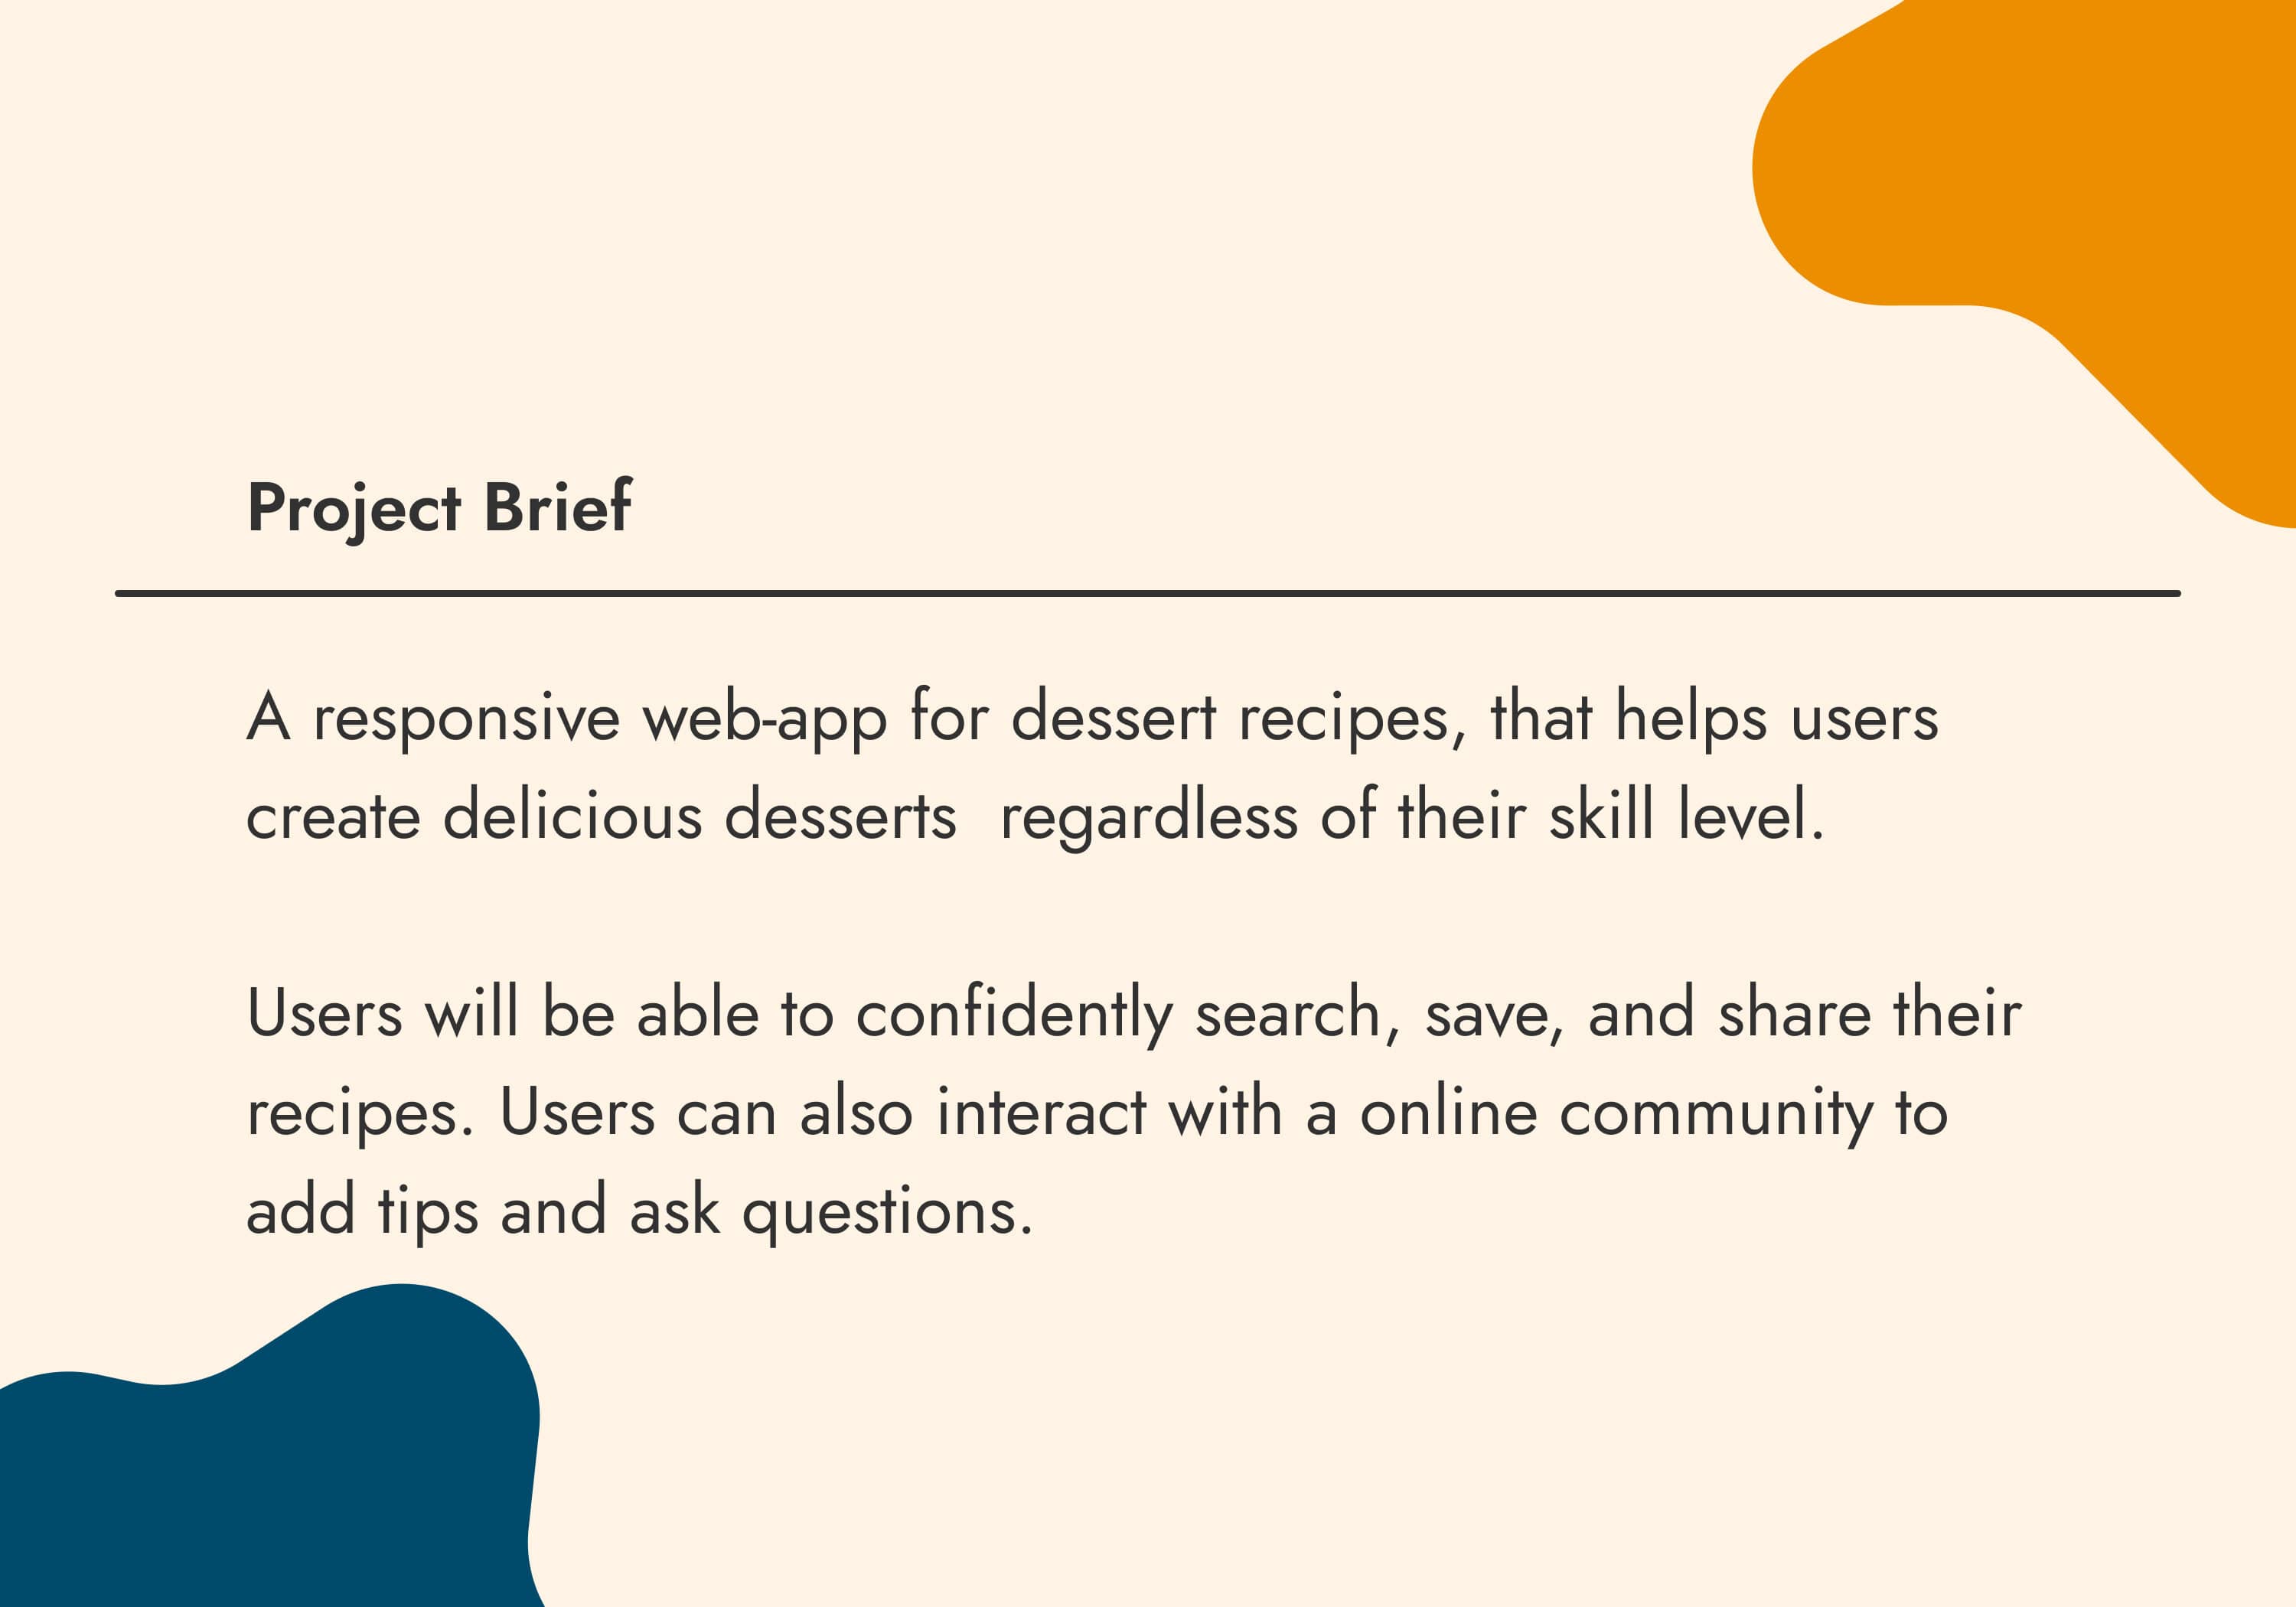 Project Brief
A responsive web-app for dessert recipes, that helps users
create delicious desserts  regardless of their skill level.
Users will be able to confidently search, save, and share their
recipes. Users can also interact with a online community to
add tips and ask questions.